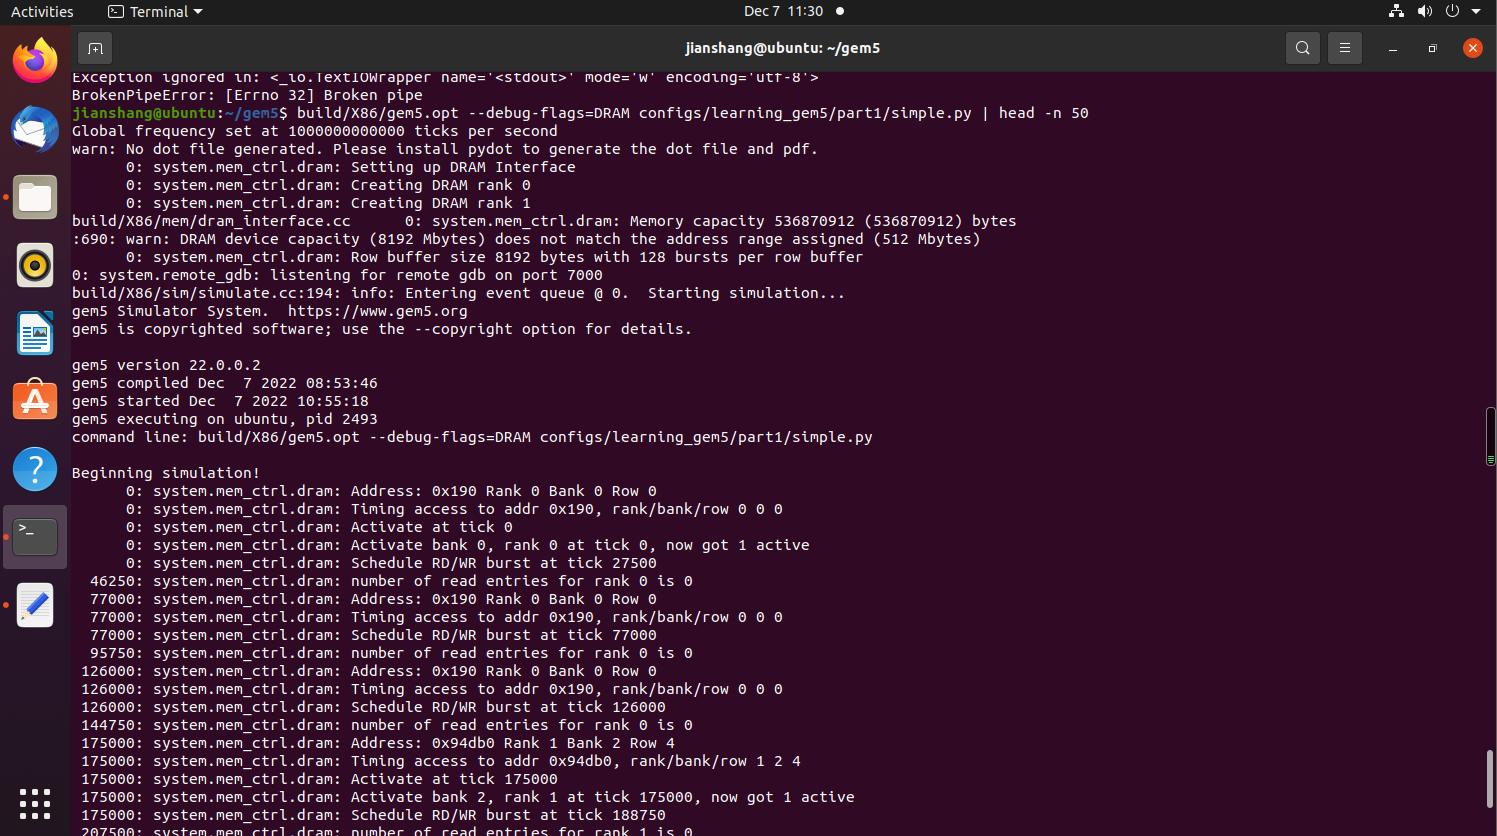 Activities Terminal Dec 7 11:30
jianshang@ubuntu: ~/gem5
Exception ignored in: <_io.TextIOWrapper name='<stdout>' mode='w' encoding='utf-8'>
BrokenPipeError: [Errno 32] Broken pipe
jianshang@ubuntu:~/gem5$ build/X86/gem5.opt --debug-flags=DRAM configs/learning_gem5/part1/simple.py | head -n 50
Global frequency set at 1000000000000 ticks per second
warn: No dot file generated. Please install pydot to generate the dot file and pdf.
      0: system.mem_ctrl.dram: Setting up DRAM Interface
      0: system.mem_ctrl.dram: Creating DRAM rank 0
      0: system.mem_ctrl.dram: Creating DRAM rank 1
build/X86/mem/dram_interface.cc      0: system.mem_ctrl.dram: Memory capacity 536870912 (536870912) bytes
:690: warn: DRAM device capacity (8192 Mbytes) does not match the address range assigned (512 Mbytes)
      0: system.mem_ctrl.dram: Row buffer size 8192 bytes with 128 bursts per row buffer
0: system.remote_gdb: listening for remote gdb on port 7000
build/X86/sim/simulate.cc:194: info: Entering event queue @ 0.  Starting simulation...
gem5 Simulator System.  https://www.gem5.org
gem5 is copyrighted software; use the --copyright option for details.

gem5 version 22.0.0.2
gem5 compiled Dec  7 2022 08:53:46
gem5 started Dec  7 2022 10:55:18
gem5 executing on ubuntu, pid 2493
command line: build/X86/gem5.opt --debug-flags=DRAM configs/learning_gem5/part1/simple.py

Beginning simulation!
      0: system.mem_ctrl.dram: Address: 0x190 Rank 0 Bank 0 Row 0
      0: system.mem_ctrl.dram: Timing access to addr 0x190, rank/bank/row 0 0 0
      0: system.mem_ctrl.dram: Activate at tick 0
      0: system.mem_ctrl.dram: Activate bank 0, rank 0 at tick 0, now got 1 active
      0: system.mem_ctrl.dram: Schedule RD/WR burst at tick 27500
  46250: system.mem_ctrl.dram: number of read entries for rank 0 is 0
  77000: system.mem_ctrl.dram: Address: 0x190 Rank 0 Bank 0 Row 0
  77000: system.mem_ctrl.dram: Timing access to addr 0x190, rank/bank/row 0 0 0
  77000: system.mem_ctrl.dram: Schedule RD/WR burst at tick 77000
  95750: system.mem_ctrl.dram: number of read entries for rank 0 is 0
 126000: system.mem_ctrl.dram: Address: 0x190 Rank 0 Bank 0 Row 0
 126000: system.mem_ctrl.dram: Timing access to addr 0x190, rank/bank/row 0 0 0
 126000: system.mem_ctrl.dram: Schedule RD/WR burst at tick 126000
 144750: system.mem_ctrl.dram: number of read entries for rank 0 is 0
 175000: system.mem_ctrl.dram: Address: 0x94db0 Rank 1 Bank 2 Row 4
 175000: system.mem_ctrl.dram: Timing access to addr 0x94db0, rank/bank/row 1 2 4
 175000: system.mem_ctrl.dram: Activate at tick 175000
 175000: system.mem_ctrl.dram: Activate bank 2, rank 1 at tick 175000, now got 1 active
 175000: system.mem_ctrl.dram: Schedule RD/WR burst at tick 188750
 207500: system.mem_ctrl.dram: number of read entries for rank 1 is 0